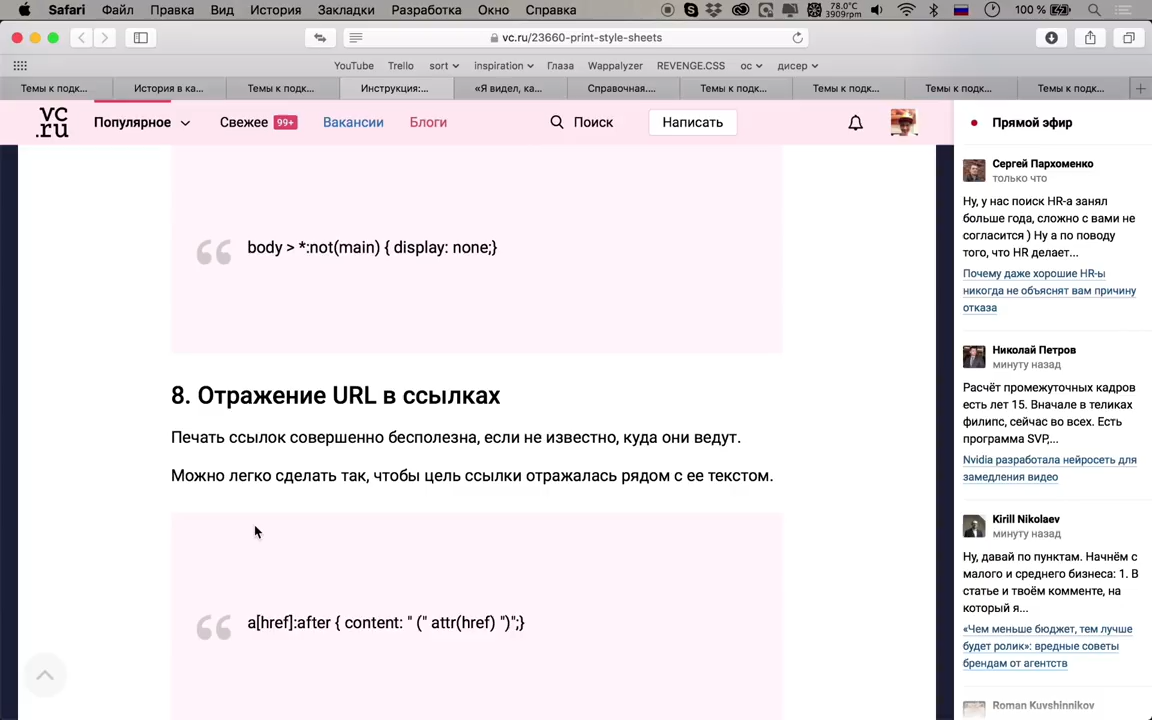 Safari Файл Правка Вид История Закладки Разработка Окно Справка 78.0°C 3909rpm 100 %
vc.ru/23660-print-style-sheets
YouTube Trello sort inspiration Глаза Wappalyzer REVENGE.CSS ос дисер
Темы к подк... История в ка... Темы к подк... Инструкция:... «Я видел, ка... Справочная.... Темы к подк... Темы к подк... Темы к подк... Темы к подк...
vc.ru Популярное Свежее 99+ Вакансии Блоги Поиск Написать
body > *:not(main) { display: none;}
8. Отражение URL в ссылках
Печать ссылок совершенно бесполезна, если не известно, куда они ведут.
Можно легко сделать так, чтобы цель ссылки отражалась рядом с ее текстом.
a[href]:after { content: " (" attr(href) ")";}
Прямой эфир
Сергей Пархоменко
только что
Ну, у нас поиск HR-а занял
больше года, сложно с вами не
согласится ) Ну а по поводу
того, что HR делает...
Почему даже хорошие HR-ы
никогда не объяснят вам причину
отказа
Николай Петров
минуту назад
Расчёт промежуточных кадров
есть лет 15. Вначале в теликах
филипс, сейчас во всех. Есть
програма SVP,...
Nvidia разработала нейросеть для
замедления видео
Kirill Nikolaev
минуту назад
Ну, давай по пунктам. Начнём с
малого и среднего бизнеса: 1. В
статье и твоём комменте, на
который я...
«Чем меньше бюджет, тем лучше
будет ролик»: вредные советы
брендам от агентств
Roman Kuvshinnikov